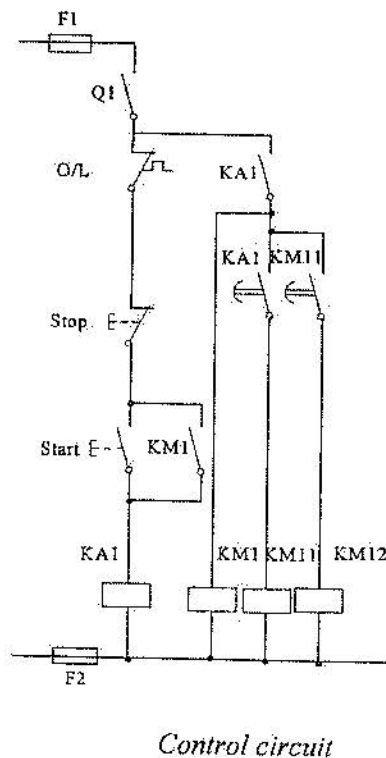 F1
Q1
O/L
KA1
KA1 KM11
Stop
Start KM1
KA1 KM1 KM11 KM12
F2
Control circuit